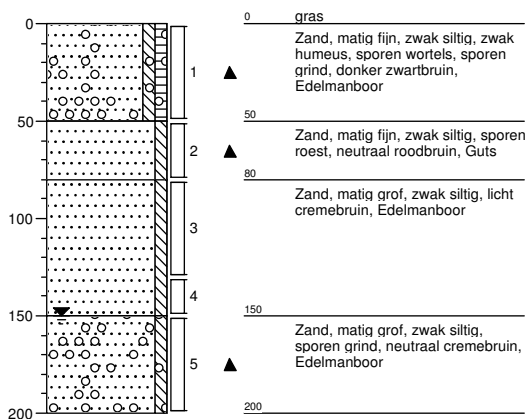 0
50
100
150
200
1
2
3
4
5
0 gras
Zand, matig fijn, zwak siltig, zwak
humeus, sporen wortels, sporen
grind, donker zwartbruin,
Edelmanboor
50
Zand, matig fijn, zwak siltig, sporen
roest, neutraal roodbruin, Guts
80
Zand, matig grof, zwak siltig, licht
cremebruin, Edelmanboor
150
Zand, matig grof, zwak siltig,
sporen grind, neutraal cremebruin,
Edelmanboor
200